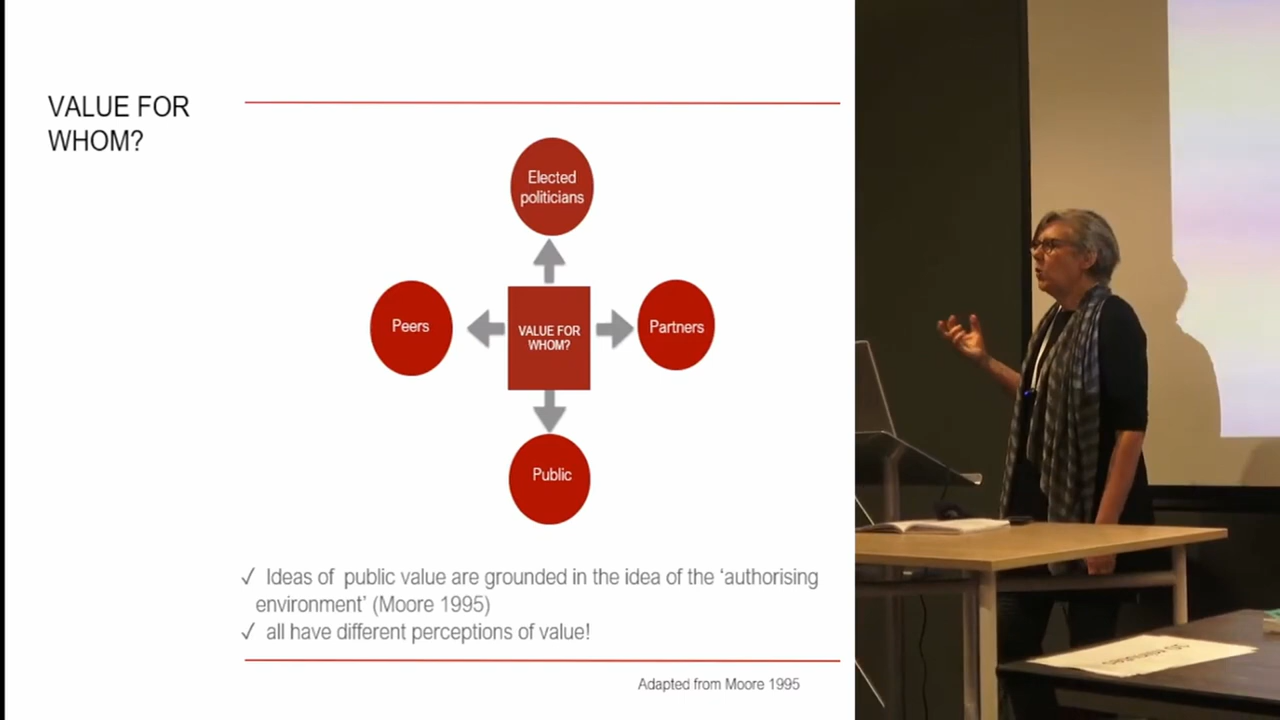 VALUE FOR
WHOM?
Elected
politicians
Peers
VALUE FOR
WHOM?
Partners
Public
✓ Ideas of public value are grounded in the idea of the ‘authorising
environment’ (Moore 1995)
✓ all have different perceptions of value!
Adapted from Moore 1995